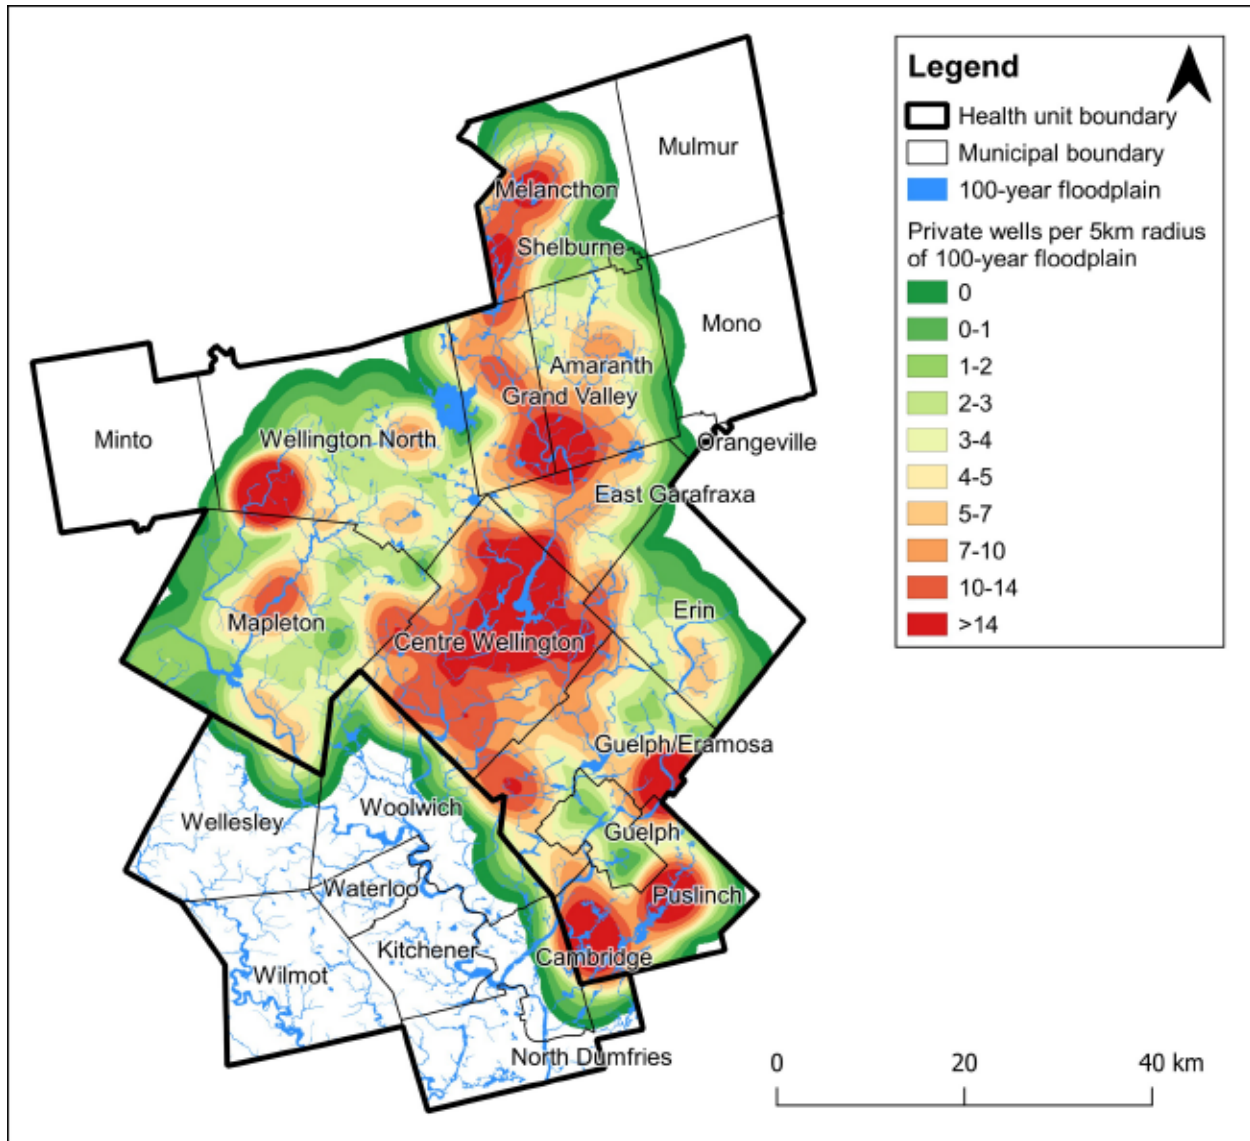 Legend
Health unit boundary
Municipal boundary
100-year floodplain
Private wells per 5km radius
of 100-year floodplain
0
0-1
1-2
2-3
3-4
4-5
5-7
7-10
10-14
>14
Mulmur
Melancthon
Shelburne
Mono
Amaranth
Grand Valley
Minto
Wellington North
Orangeville
East Garafraxa
Erin
Mapleton
Centre Wellington
Guelph/Eramosa
Woolwich
Wellesley
Guelph
Waterloo
Puslinch
Kitchener
Cambridge
Wilmot
North Dumfries
0
20
40 km